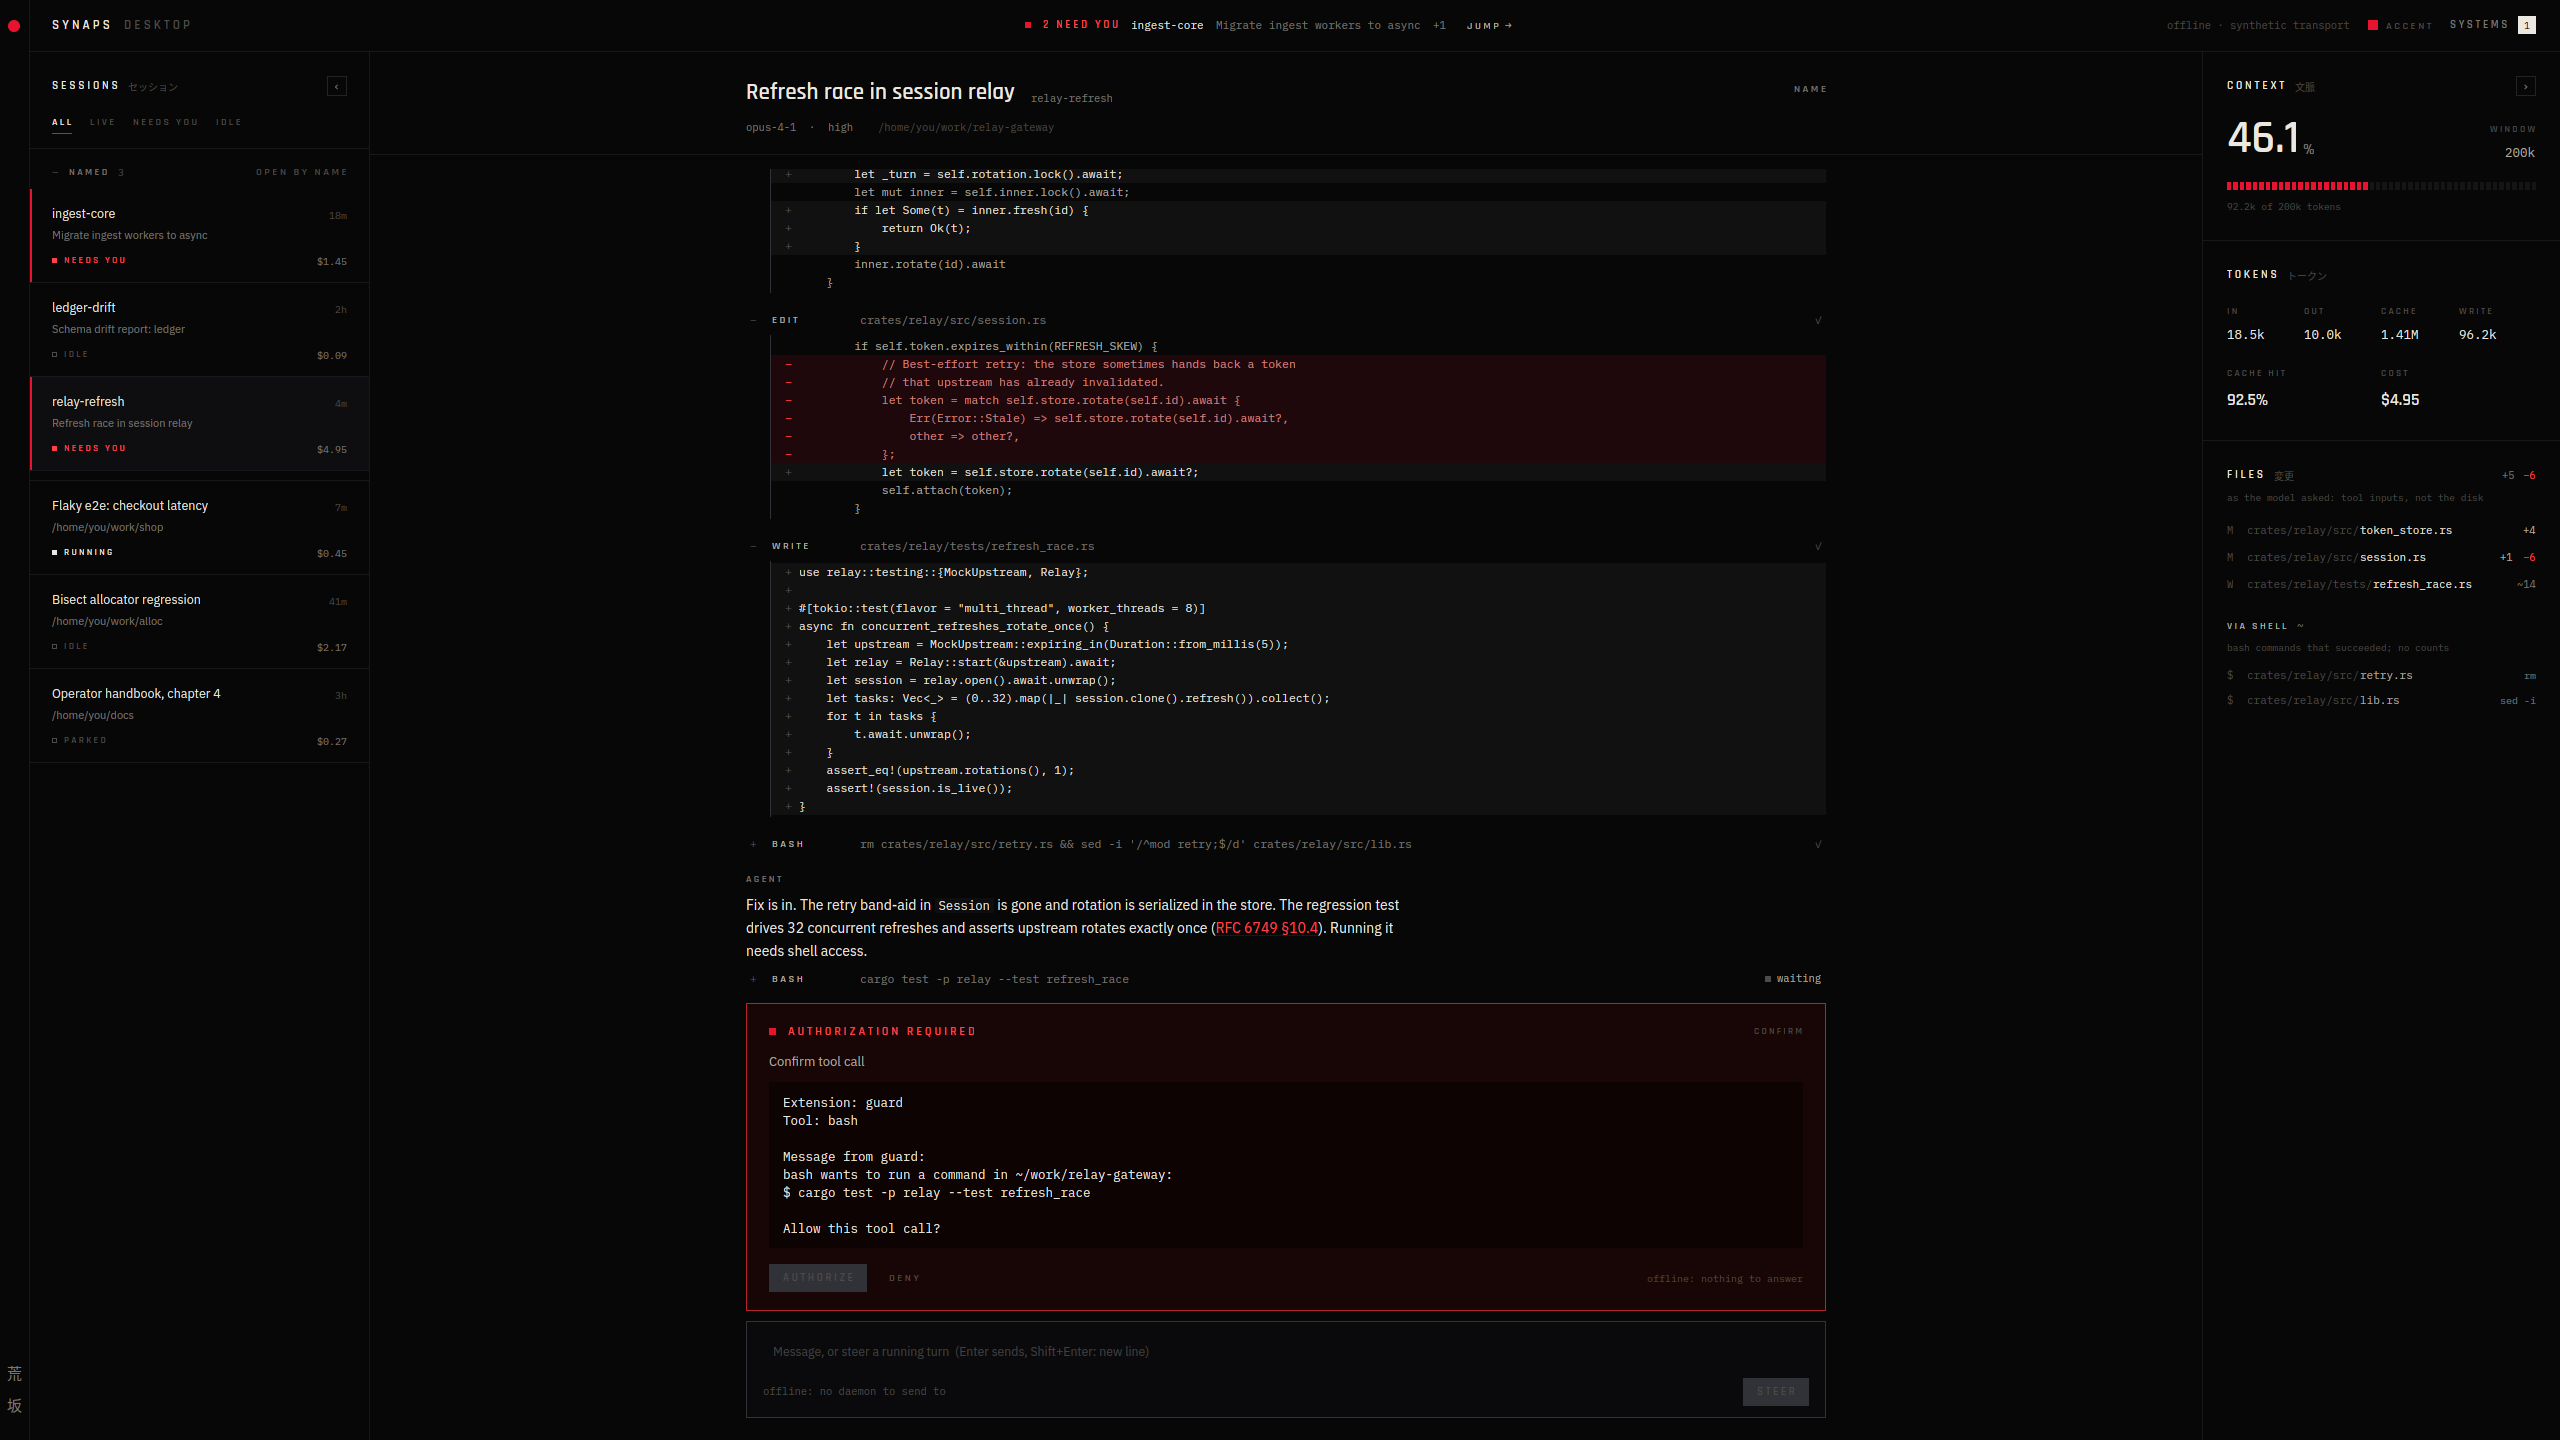 SYNAPS DESKTOP
2 NEED YOU ingest-core Migrate ingest workers to async +1 JUMP →
offline · synthetic transport ACCENT SYSTEMS 1
SESSIONS セッション ‹
ALL LIVE NEEDS YOU IDLE
− NAMED 3 OPEN BY NAME
ingest-core 18m
Migrate ingest workers to async
NEEDS YOU $1.45
ledger-drift 2h
Schema drift report: ledger
IDLE $0.09
relay-refresh 4m
Refresh race in session relay
NEEDS YOU $4.95
Flaky e2e: checkout latency 7m
/home/you/work/shop
RUNNING $0.45
Bisect allocator regression 41m
/home/you/work/alloc
IDLE $2.17
Operator handbook, chapter 4 3h
/home/you/docs
PARKED $0.27
荒
坂
Refresh race in session relay relay-refresh NAME
opus-4-1 · high /home/you/work/relay-gateway
+ let _turn = self.rotation.lock().await;
let mut inner = self.inner.lock().await;
+ if let Some(t) = inner.fresh(id) {
+ return Ok(t);
+ }
inner.rotate(id).await
}
− EDIT crates/relay/src/session.rs √
if self.token.expires_within(REFRESH_SKEW) {
− // Best-effort retry: the store sometimes hands back a token
− // that upstream has already invalidated.
− let token = match self.store.rotate(self.id).await {
− Err(Error::Stale) => self.store.rotate(self.id).await?,
− other => other?,
− };
+ let token = self.store.rotate(self.id).await?;
self.attach(token);
}
− WRITE crates/relay/tests/refresh_race.rs √
+ use relay::testing::{MockUpstream, Relay};
+
+ #[tokio::test(flavor = "multi_thread", worker_threads = 8)]
+ async fn concurrent_refreshes_rotate_once() {
+ let upstream = MockUpstream::expiring_in(Duration::from_millis(5));
+ let relay = Relay::start(&upstream).await;
+ let session = relay.open().await.unwrap();
+ let tasks: Vec<_> = (0..32).map(|_| session.clone().refresh()).collect();
+ for t in tasks {
+ t.await.unwrap();
+ }
+ assert_eq!(upstream.rotations(), 1);
+ assert!(session.is_live());
+ }
+ BASH rm crates/relay/src/retry.rs && sed -i '/^mod retry;$/d' crates/relay/src/lib.rs √
AGENT
Fix is in. The retry band-aid in Session is gone and rotation is serialized in the store. The regression test
drives 32 concurrent refreshes and asserts upstream rotates exactly once (RFC 6749 §10.4). Running it
needs shell access.
+ BASH cargo test -p relay --test refresh_race waiting
AUTHORIZATION REQUIRED CONFIRM
Confirm tool call
Extension: guard
Tool: bash
Message from guard:
bash wants to run a command in ~/work/relay-gateway:
$ cargo test -p relay --test refresh_race
Allow this tool call?
AUTHORIZE DENY offline: nothing to answer
Message, or steer a running turn (Enter sends, Shift+Enter: new line)
offline: no daemon to send to STEER
CONTEXT 文脈 ›
46.1% WINDOW
200k
92.2k of 200k tokens
TOKENS トークン
IN OUT CACHE WRITE
18.5k 10.0k 1.41M 96.2k
CACHE HIT COST
92.5% $4.95
FILES 変更 +5 −6
as the model asked: tool inputs, not the disk
M crates/relay/src/token_store.rs +4
M crates/relay/src/session.rs +1 −6
W crates/relay/tests/refresh_race.rs ~14
VIA SHELL ~
bash commands that succeeded; no counts
$ crates/relay/src/retry.rs rm
$ crates/relay/src/lib.rs sed -i